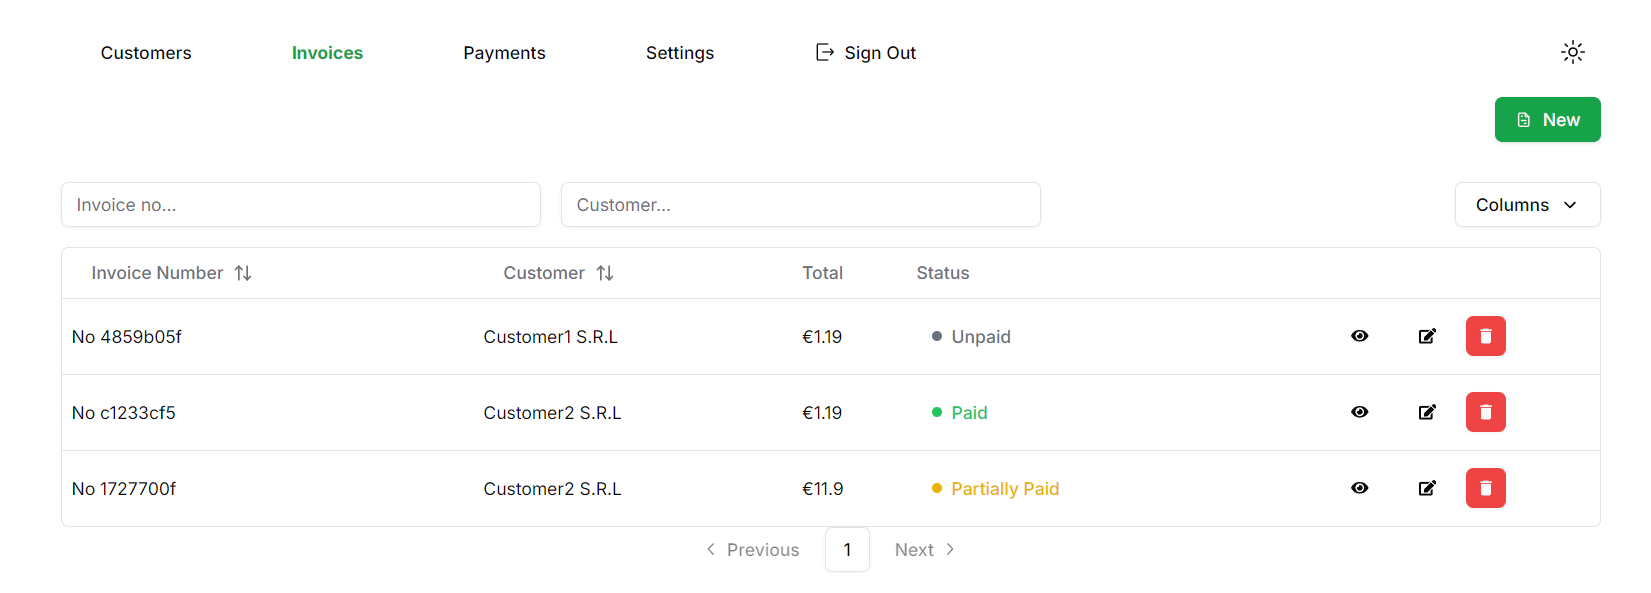 Customers Invoices Payments Settings Sign Out
New
Invoice no... Customer... Columns
Invoice Number Customer Total Status
No 4859b05f Customer1 S.R.L €1.19 Unpaid
No c1233cf5 Customer2 S.R.L €1.19 Paid
No 1727700f Customer2 S.R.L €11.9 Partially Paid
Previous 1 Next